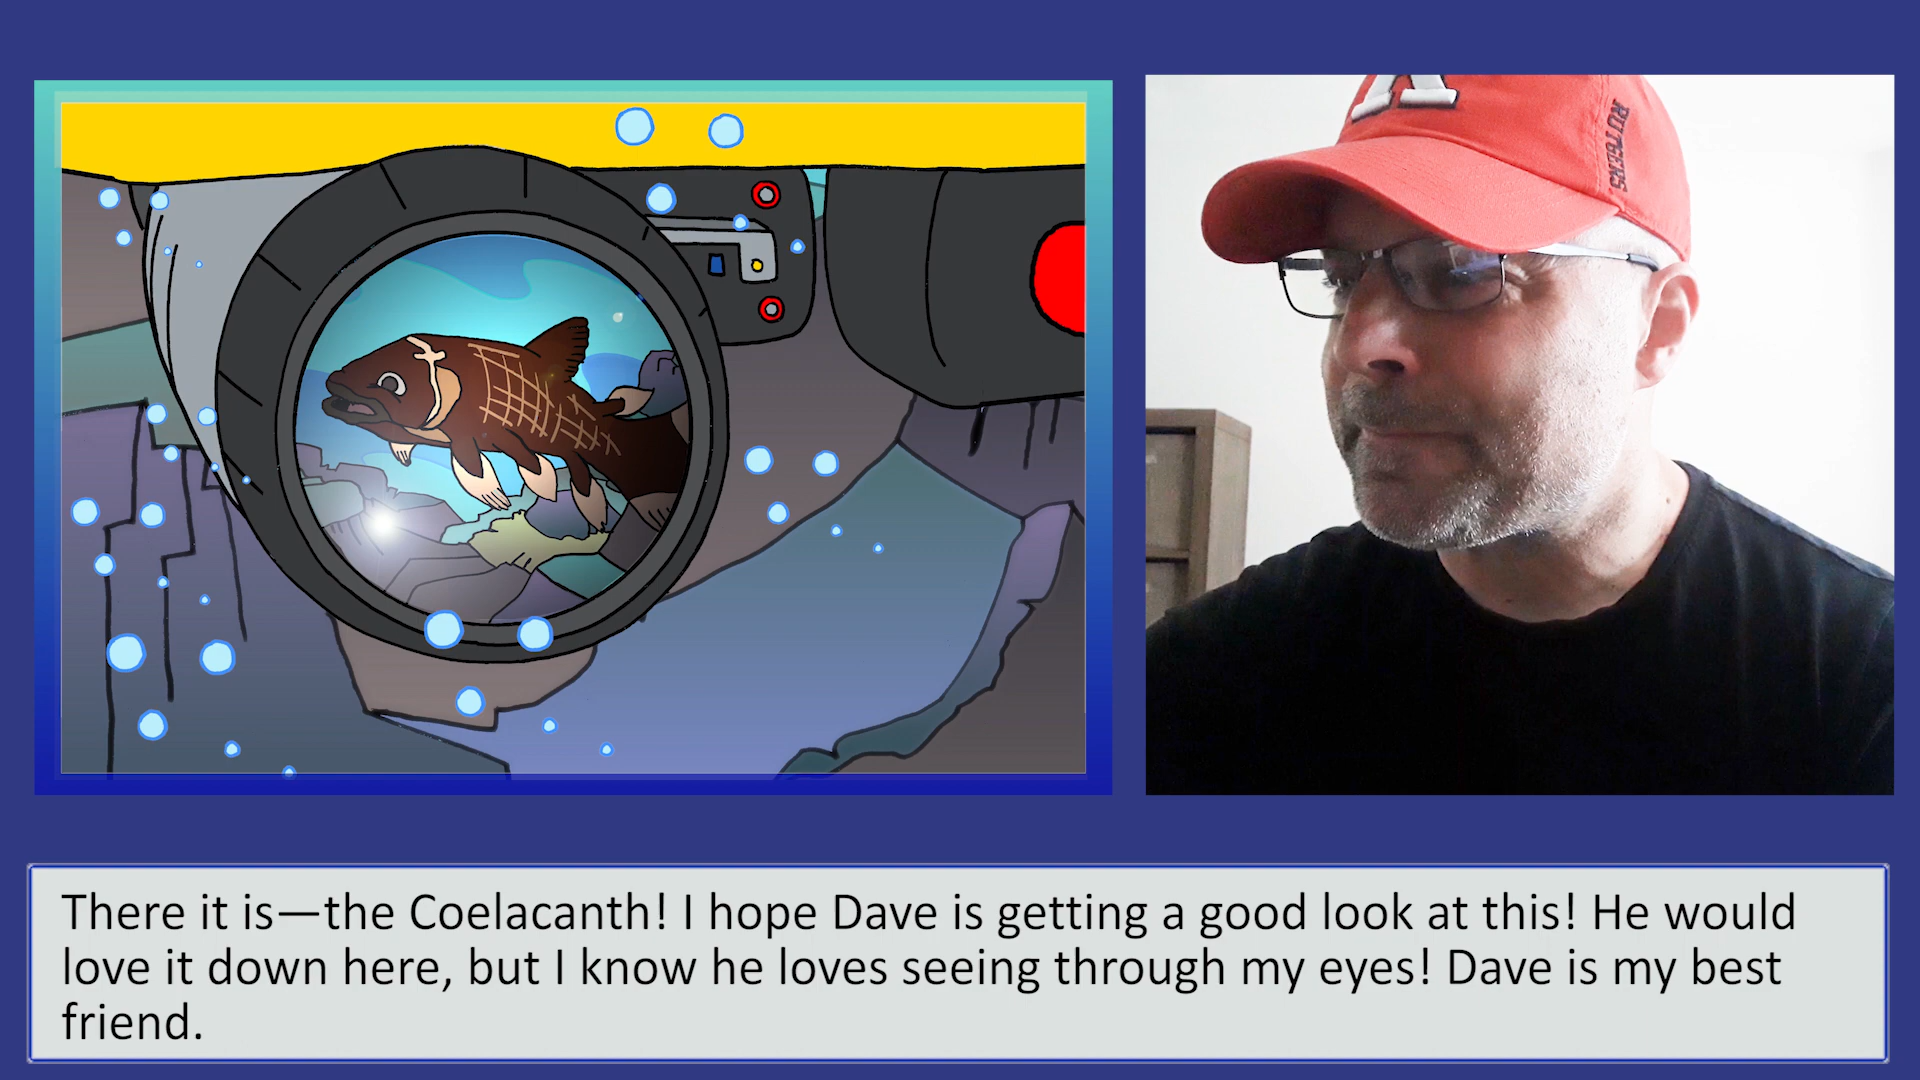 RUTGERS
There it is—the Coelacanth! I hope Dave is getting a good look at this! He would
love it down here, but I know he loves seeing through my eyes! Dave is my best
friend.